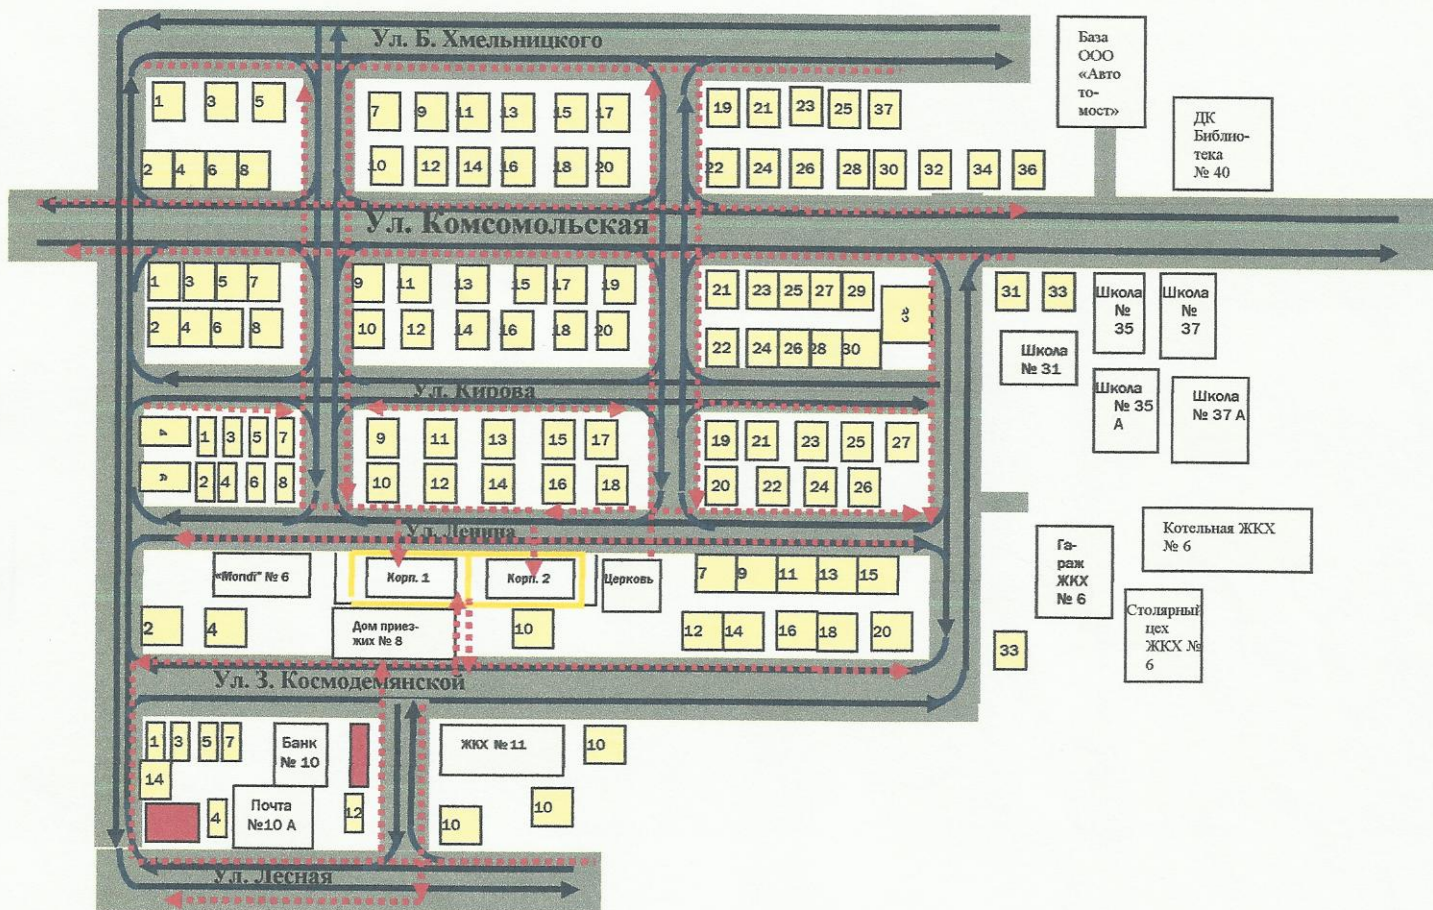 Ул. Б. Хмельницкого
База
ООО
«Авто
то-
мост»
ДК
Библио-
тека
№ 40
1 3 5
7 9 11 13 15 17
19 21 23 25 37
2 4 6 8
10 12 14 16 18 20
22 24 26 28 30 32 34 36
Ул. Комсомольская
1 3 5 7
9 11 13 15 17 19
21 23 25 27 29
31 33
Школа
№
35
Школа
№
37
2 4 6 8
10 12 14 16 18 20
22 24 26 28 30
Школа
№ 31
Школа
№ 35
А
Школа
№ 37 А
Ул. Кирова
1 3 5 7
9 11 13 15 17
19 21 23 25 27
2 4 6 8
10 12 14 16 18
20 22 24 26
Ул. Ленина
Котельная ЖКХ
№ 6
Га-
раж
ЖКХ
№ 6
«Mondi" № 6
Корп. 1
Корп. 2
Церковь
7 9 11 13 15
Столярный
цех
ЖКХ №
6
2 4
Дом приез-
жих № 8
10
12 14 16 18 20
33
Ул. З. Космодемянской
1 3 5 7
Банк
№ 10
ЖКХ № 11
10
14
4
Почта
№10 А
12
10
10
Ул. Лесная